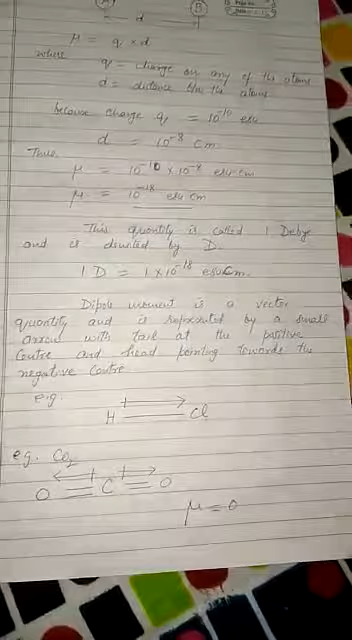 B
d
μ = q × d
where
q = charge on any of the atoms
d = distance b/w the atoms
because charge q = 10⁻¹⁰ esu
d = 10⁻⁸ cm
Thus,
μ = 10⁻¹⁰ × 10⁻⁸ esu cm
μ = 10⁻¹⁸ esu cm
This quantity is called 1 Debye
and is denoted by D.
1 D = 1 × 10⁻¹⁸ esu cm.
Dipole moment is a vector
quantity and is represented by a small
arrow with tail at the positive
centre and head pointing towards the
negative centre
e.g.
H Cl
eg. CO₂
O = C = O
μ = 0